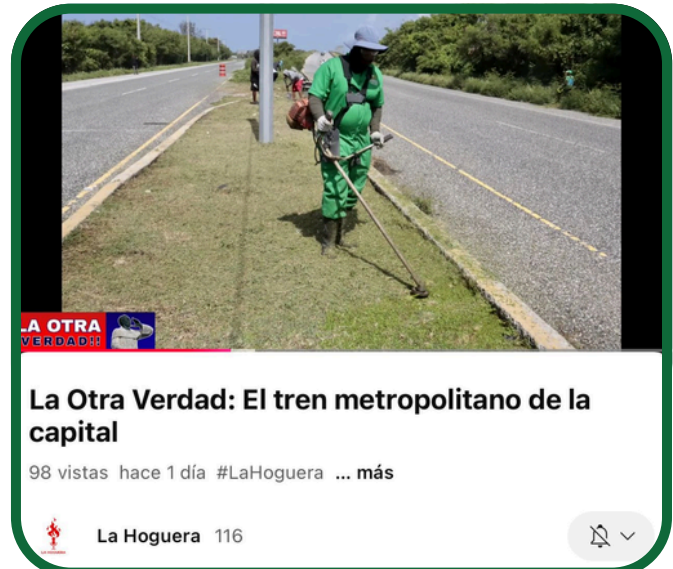 LA OTRA
VERDAD!!
La Otra Verdad: El tren metropolitano de la
capital
98 vistas hace 1 día #LaHoguera ... más
La Hoguera 116